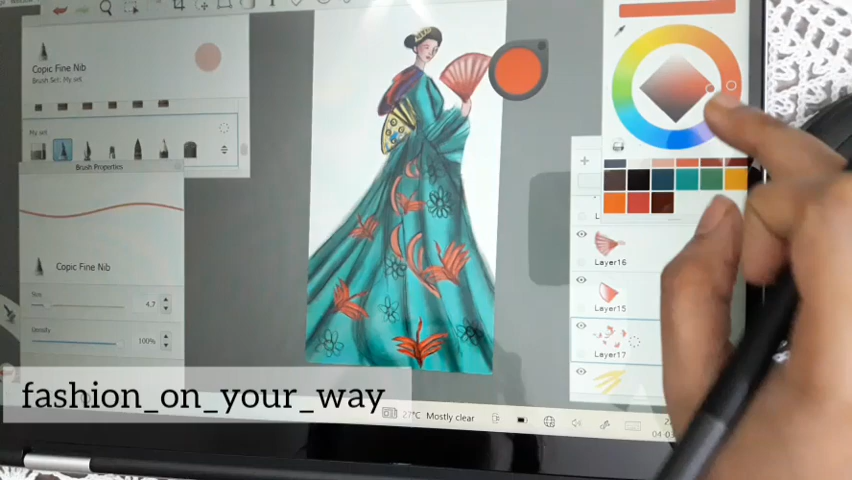 Copic Fine Nib
Brush Set: My set
My set
Brush Properties
Copic Fine Nib
Size
4.7
100%
Layer16
Layer15
Layer17
fashion_on_your_way
27°C Mostly clear